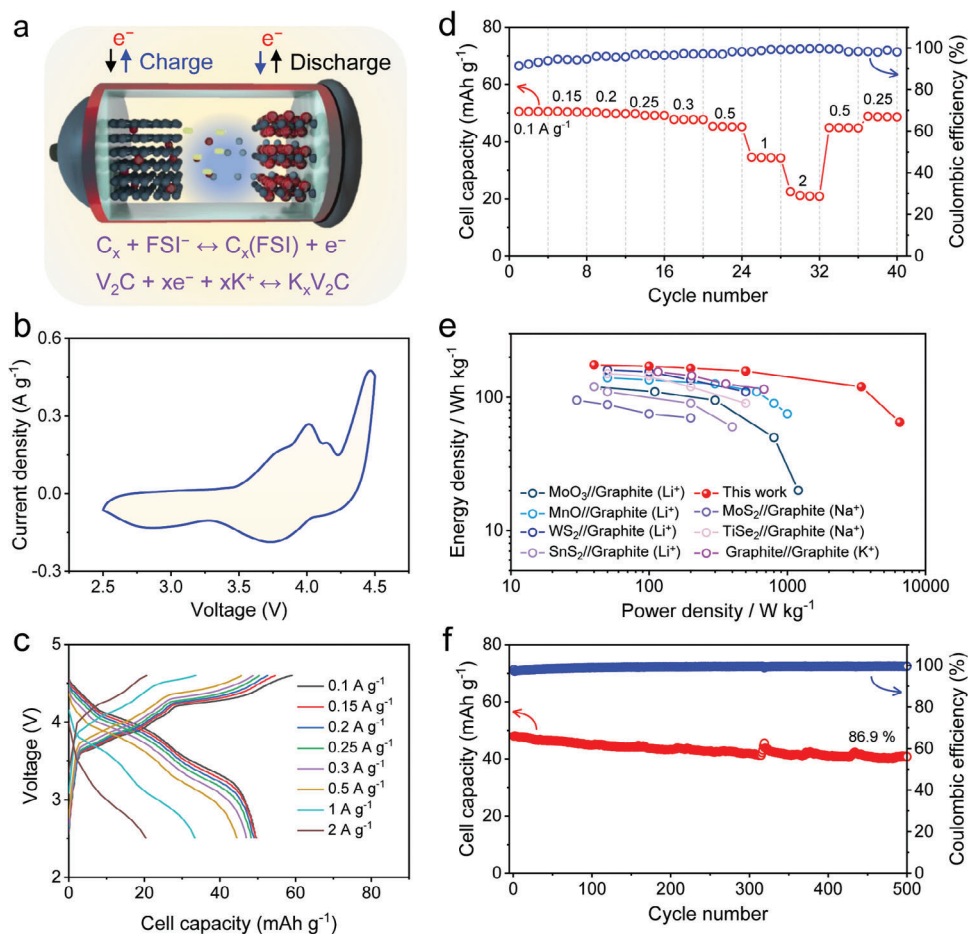 a
e⁻
e⁻
Charge
Discharge
Cₓ + FSI⁻ ↔ Cₓ(FSI) + e⁻
V₂C + xe⁻ + xK⁺ ↔ KₓV₂C
b
Current density (A g⁻¹)
0.6
0.3
0.0
-0.3
2.5 3.0 3.5 4.0 4.5
Voltage (V)
c
Voltage (V)
5
4
3
2
0.1 A g⁻¹
0.15 A g⁻¹
0.2 A g⁻¹
0.25 A g⁻¹
0.3 A g⁻¹
0.5 A g⁻¹
1 A g⁻¹
2 A g⁻¹
0 20 40 60 80
Cell capacity (mAh g⁻¹)
d
Cell capacity (mAh g⁻¹)
80
60
40
20
0
0.1 A g⁻¹
0.15
0.2
0.25
0.3
0.5
1
2
0.5
0.25
100
80
60
40
20
0
Coulombic efficiency (%)
0 4 8 12 16 20 24 28 32 36 40
Cycle number
e
Energy density / Wh kg⁻¹
100
10
MoO₃//Graphite (Li⁺)
MnO//Graphite (Li⁺)
WS₂//Graphite (Li⁺)
SnS₂//Graphite (Li⁺)
This work
MoS₂//Graphite (Na⁺)
TiSe₂//Graphite (Na⁺)
Graphite//Graphite (K⁺)
10 100 1000 10000
Power density / W kg⁻¹
f
Cell capacity (mAh g⁻¹)
80
60
40
20
0
86.9 %
100
80
60
40
20
0
Coulombic efficiency (%)
0 100 200 300 400 500
Cycle number